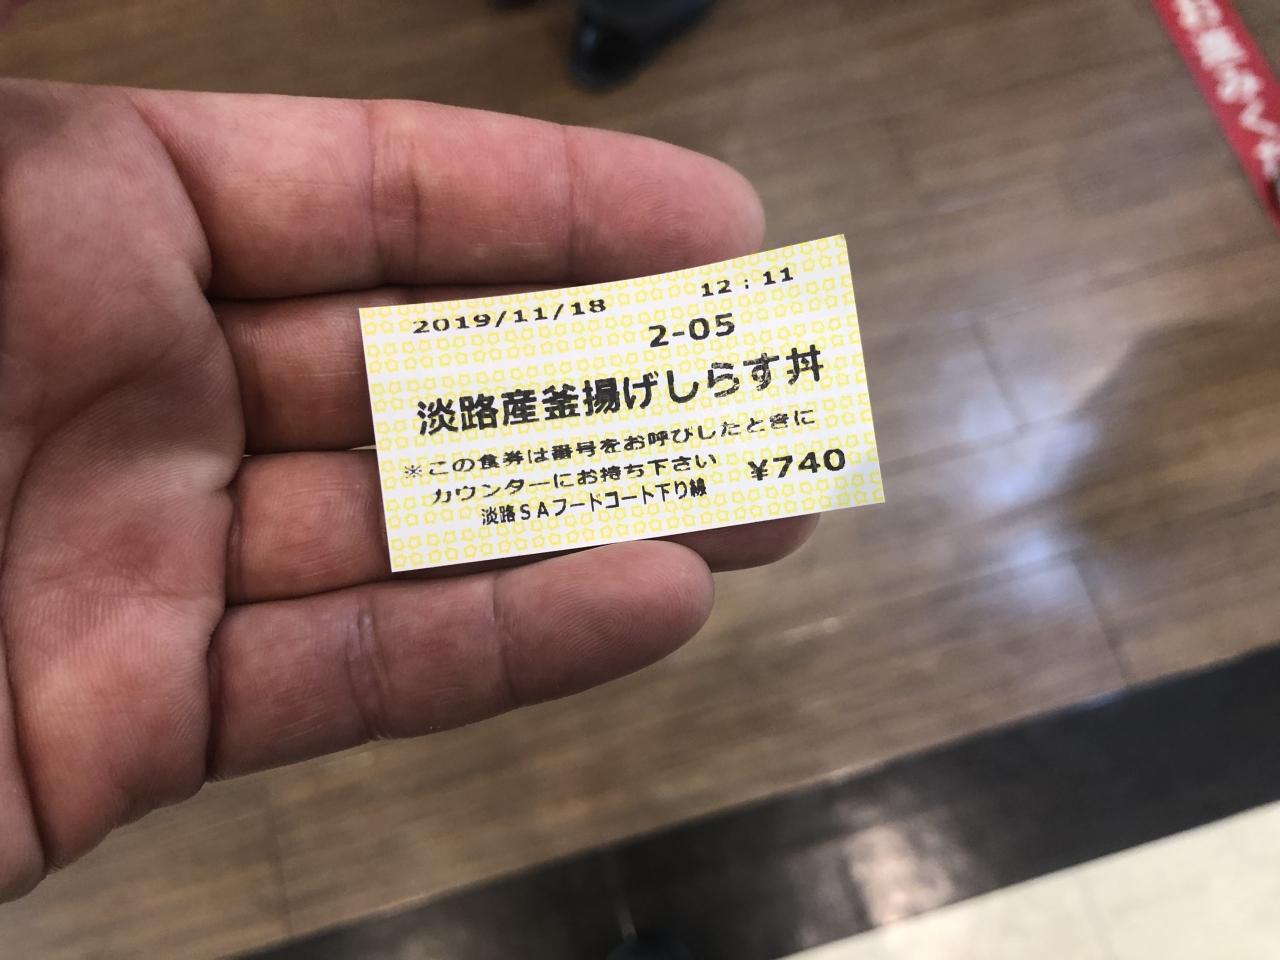 2019/11/18 12:11
2-05
淡路産釜揚げしらす丼
※この食券は番号をお呼びしたときに
カウンターにお持ち下さい ¥740
淡路SAフードコート下り線